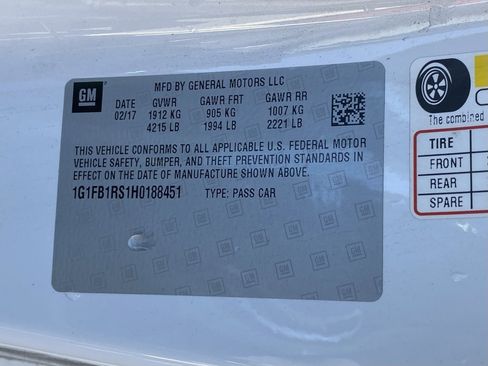 GM
MFD BY GENERAL MOTORS LLC
DATE GVWR GAWR FRT GAWR RR
02/17 1912 KG 905 KG 1007 KG
4215 LB 1994 LB 2221 LB
THIS VEHICLE CONFORMS TO ALL APPLICABLE U.S. FEDERAL MOTOR
VEHICLE SAFETY, BUMPER, AND THEFT PREVENTION STANDARDS IN
EFFECT ON THE DATE OF MANUFACTURE SHOWN ABOVE.
1G1FB1RS1H0188451 TYPE: PASS CAR
The combined
TIRE
FRONT
REAR
SPARE